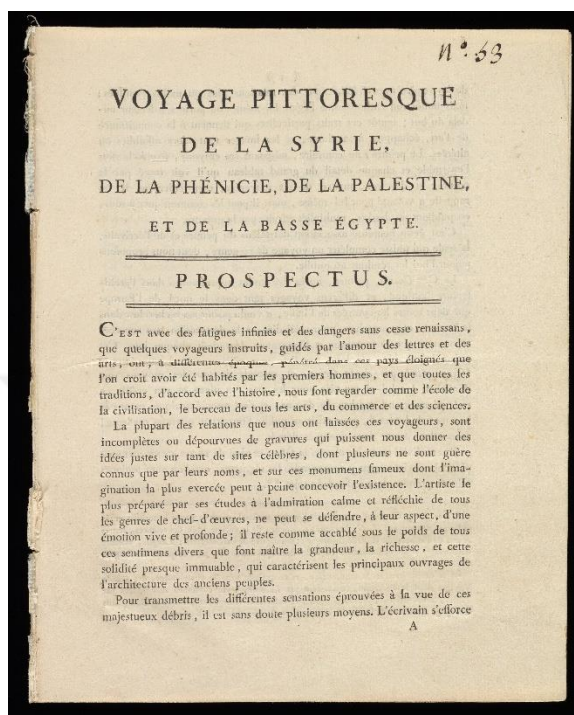 N.° 53
VOYAGE PITTORESQUE
DE LA SYRIE,
DE LA PHÉNICIE, DE LA PALESTINE,
ET DE LA BASSE ÉGYPTE.
PROSPECTUS.
C'EST avec des fatigues infinies et des dangers sans cesse renaissans,
que quelques voyageurs instruits, guidés par l'amour des lettres et des
arts, ont, à différentes époques, pénétré dans ces pays éloignés que
l'on croit avoir été habités par les premiers hommes, et que toutes les
traditions, d'accord avec l'histoire, nous font regarder comme l'école de
la civilisation, le berceau de tous les arts, du commerce et des sciences.
La plupart des relations que nous ont laissées ces voyageurs, sont
incomplètes ou dépourvues de gravures qui puissent nous donner des
idées justes sur tant de sites célèbres, dont plusieurs ne sont guère
connus que par leurs noms, et sur ces monumens fameux dont l'ima-
gination la plus exercée peut à peine concevoir l'existence. L'artiste le
plus préparé par ses études à l'admiration calme et réfléchie de tous
les genres de chef-d'œuvres, ne peut se défendre, à leur aspect, d'une
émotion vive et profonde; il reste comme accablé sous le poids de tous
ces sentimens divers que font naître la grandeur, la richesse, et cette
solidité presque immuable, qui caractérisent les principaux ouvrages de
l'architecture des anciens peuples.
Pour transmettre les différentes sensations éprouvées à la vue de ces
majestueux débris, il est sans doute plusieurs moyens. L'écrivain s'efforce
A